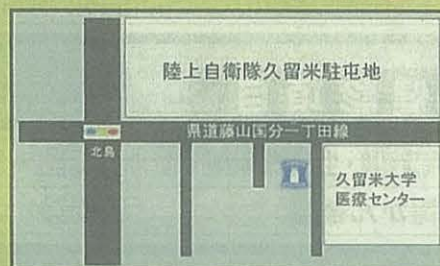 陸上自衛隊久留米駐屯地
県道藤山国分一丁田線
北島
久留米大学
医療センター